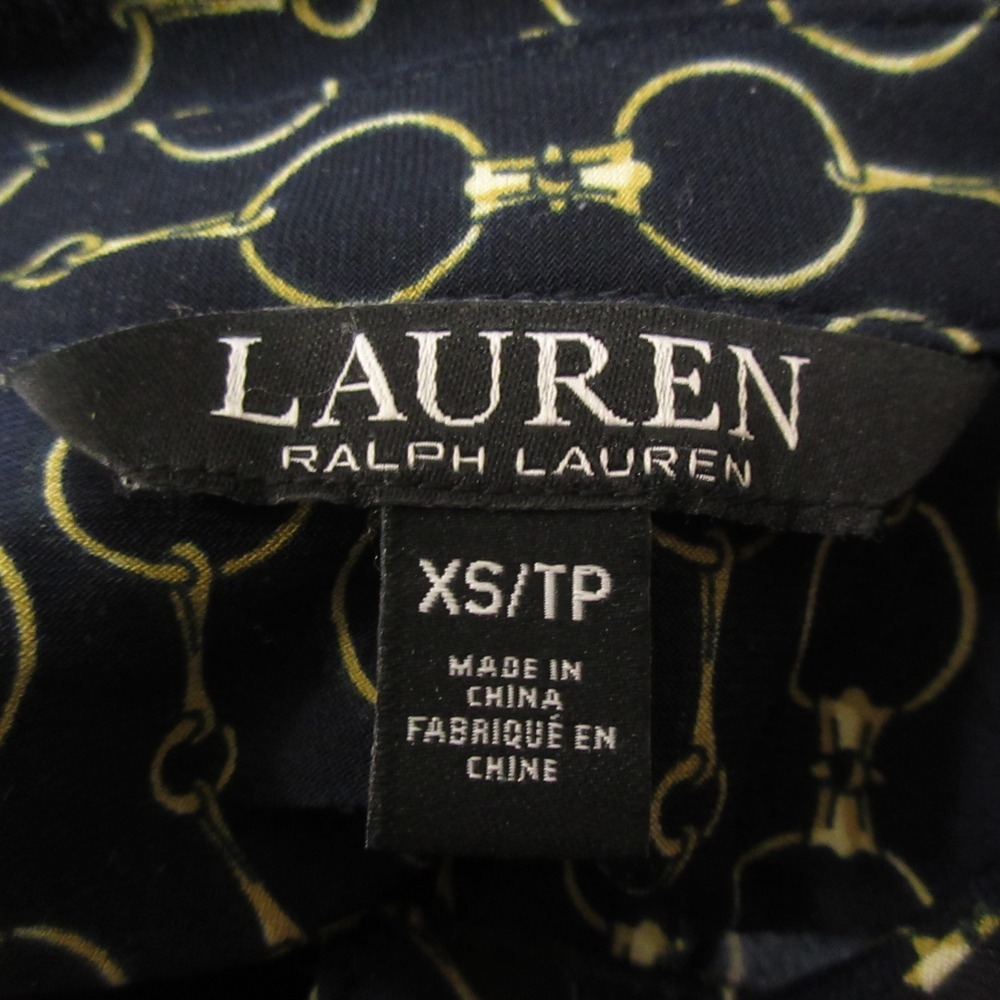 LAUREN
RALPH LAUREN
XS/TP
MADE IN
CHINA
FABRIQUÉ EN
CHINE